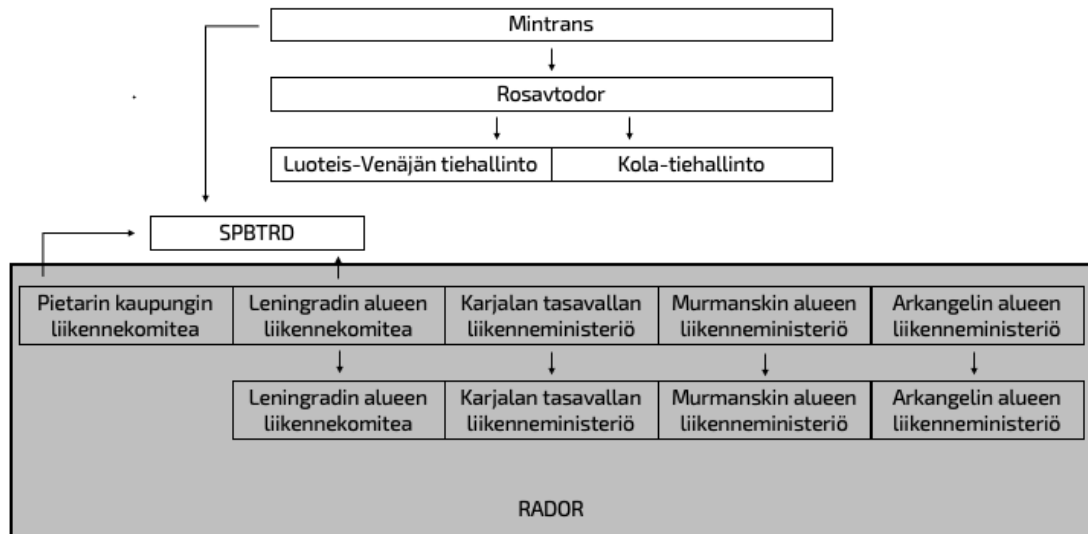 Mintrans
Rosavtodor
Luoteis-Venäjän tiehallinto
Kola-tiehallinto
SPBTRD
Pietarin kaupungin
liikennekomitea
Leningradin alueen
liikennekomitea
Karjalan tasavallan
liikenneministeriö
Murmanskin alueen
liikenneministeriö
Arkangelin alueen
liikenneministeriö
Leningradin alueen
liikennekomitea
Karjalan tasavallan
liikenneministeriö
Murmanskin alueen
liikenneministeriö
Arkangelin alueen
liikenneministeriö
RADOR